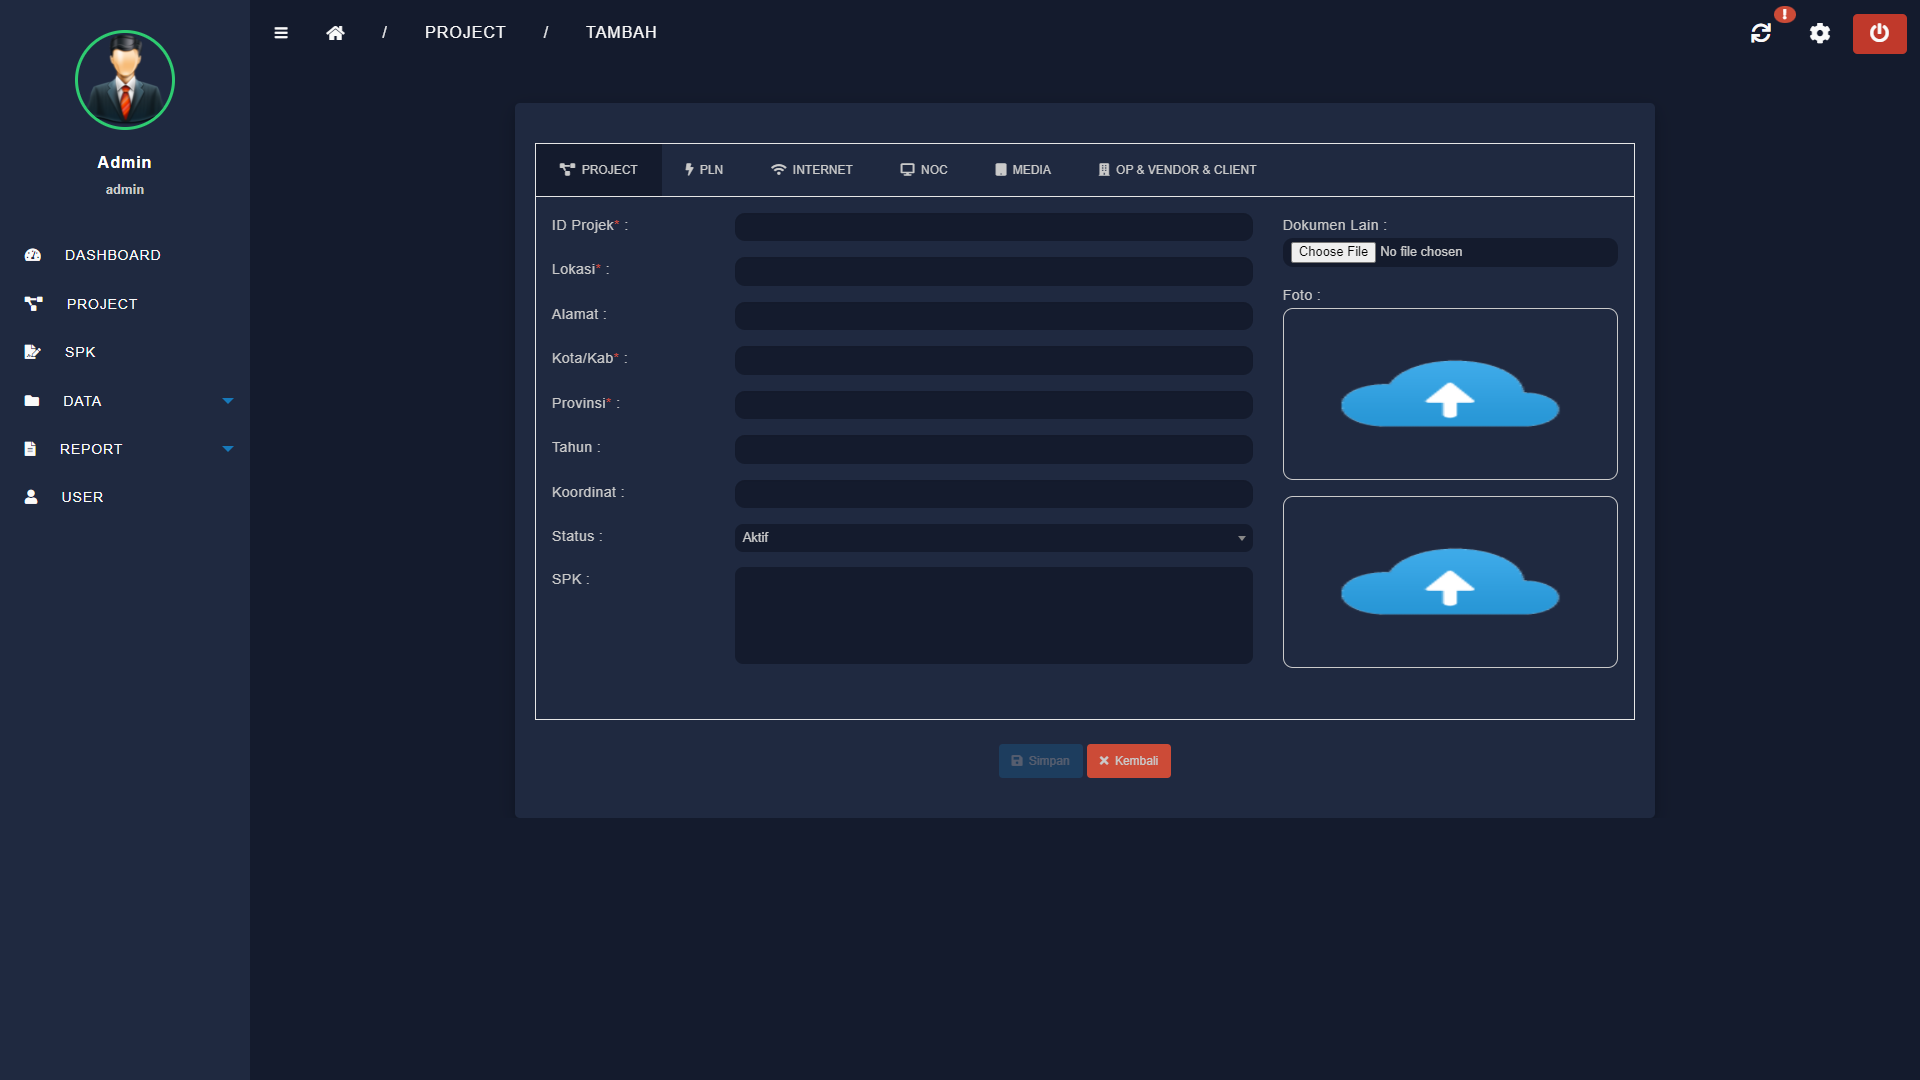 Admin
admin
DASHBOARD
PROJECT
SPK
DATA
REPORT
USER
/ PROJECT / TAMBAH
!
PROJECT PLN INTERNET NOC MEDIA OP & VENDOR & CLIENT
ID Projek* :
Lokasi* :
Alamat :
Kota/Kab* :
Provinsi* :
Tahun :
Koordinat :
Status : Aktif
SPK :
Dokumen Lain :
Choose File No file chosen
Foto :
Simpan Kembali